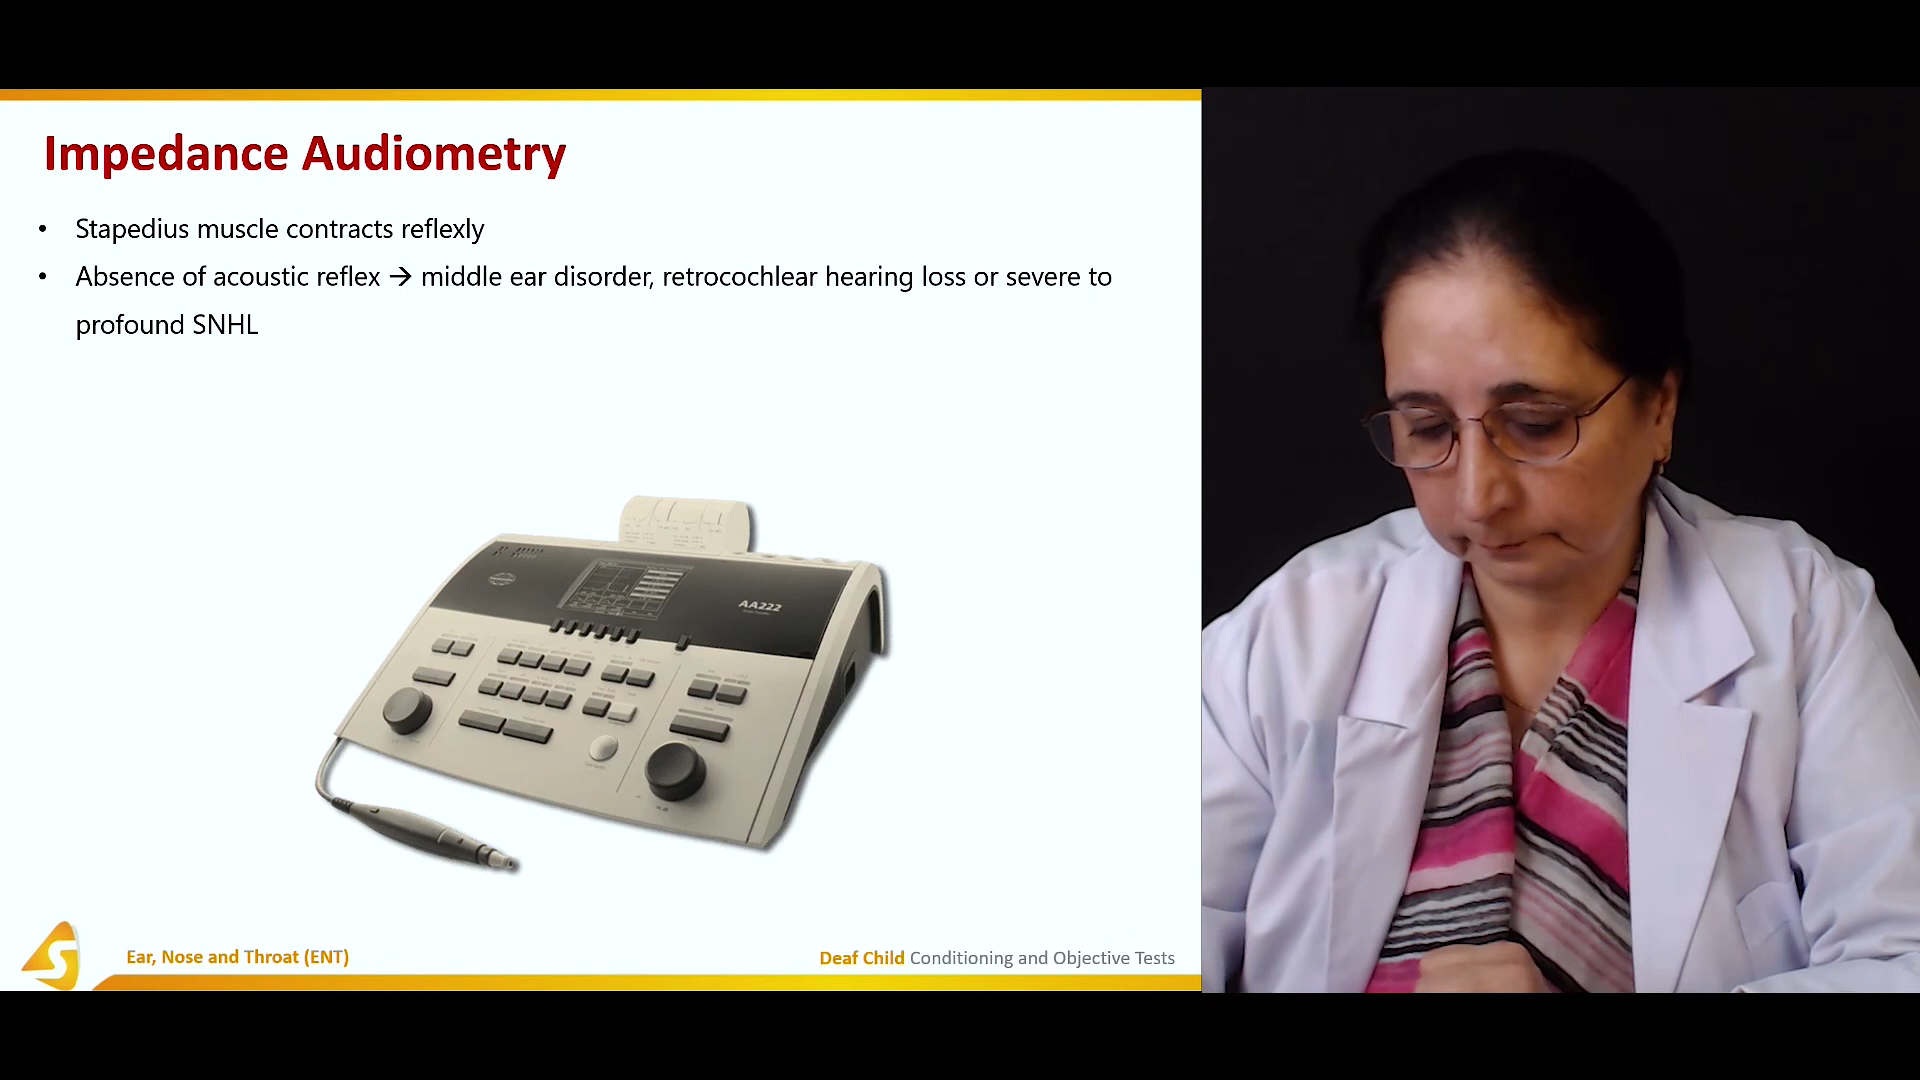 Impedance Audiometry
• Stapedius muscle contracts reflexly
• Absence of acoustic reflex → middle ear disorder, retrocochlear hearing loss or severe to
profound SNHL
AA222
S
Ear, Nose and Throat (ENT)
Deaf Child Conditioning and Objective Tests